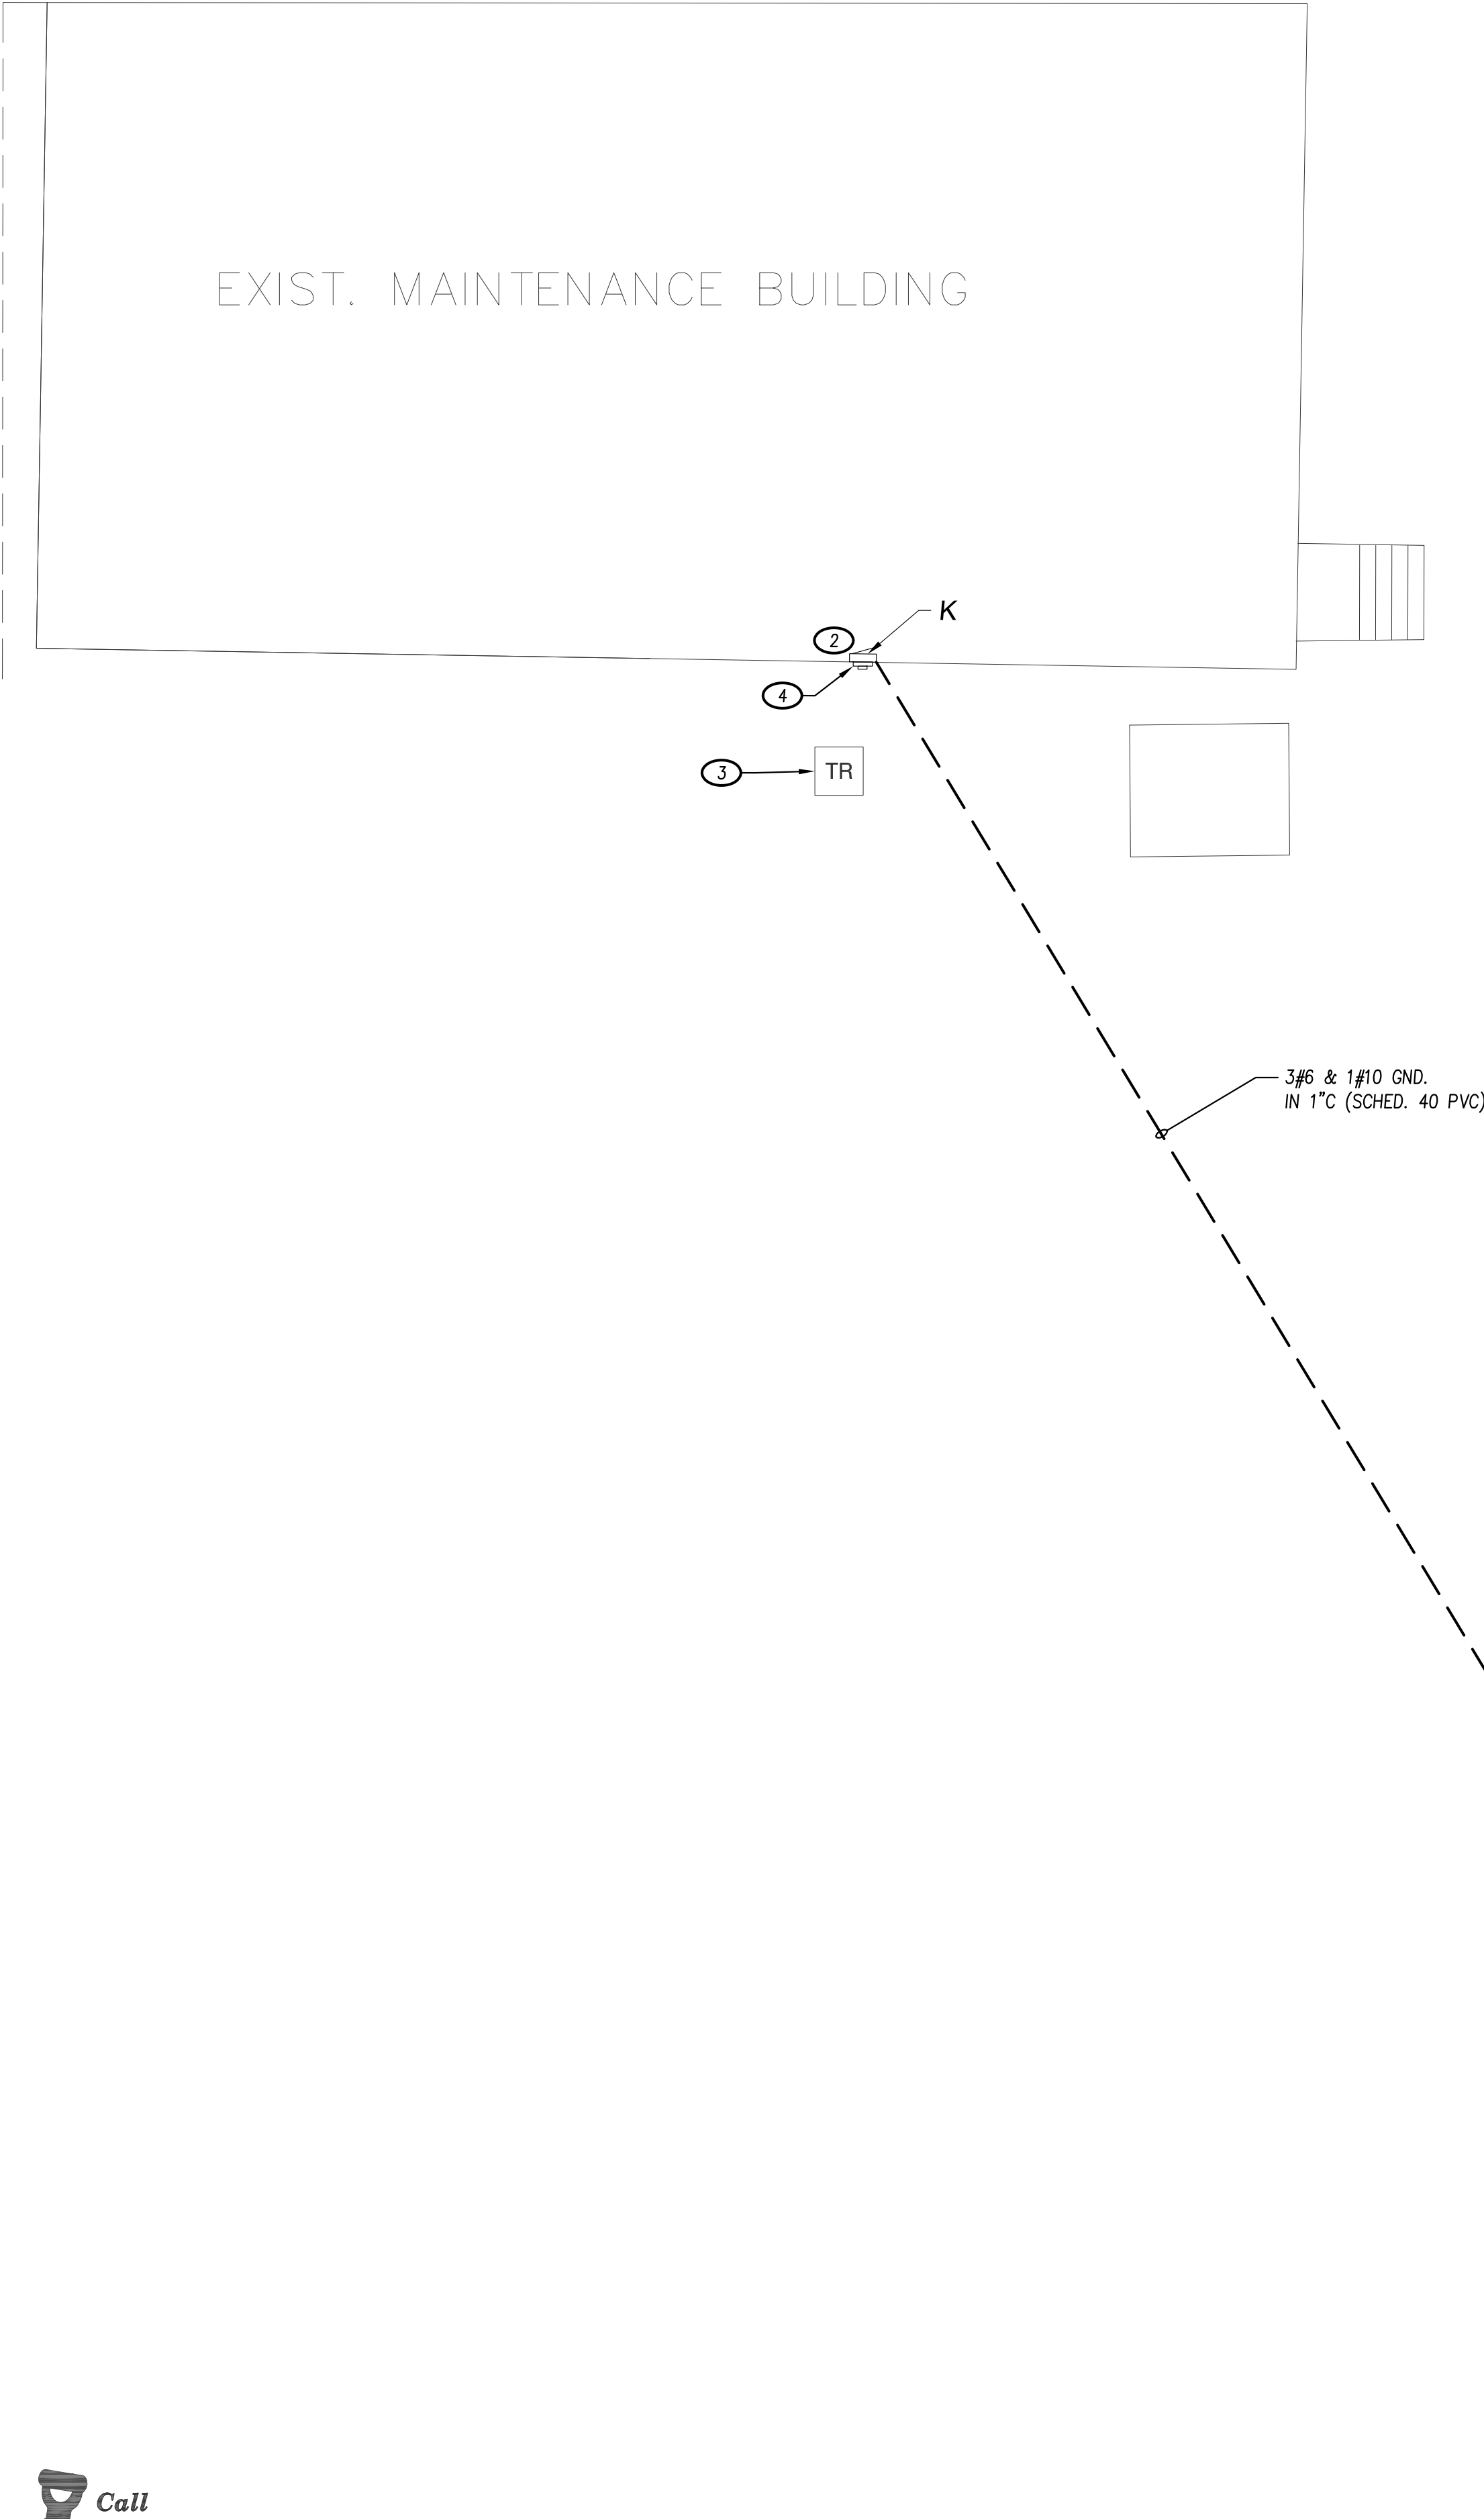 EXIST. MAINTENANCE BUILDING
K
2
4
3
TR
3#6 & 1#10 GND.
IN 1"C (SCHED. 40 PVC)
Call